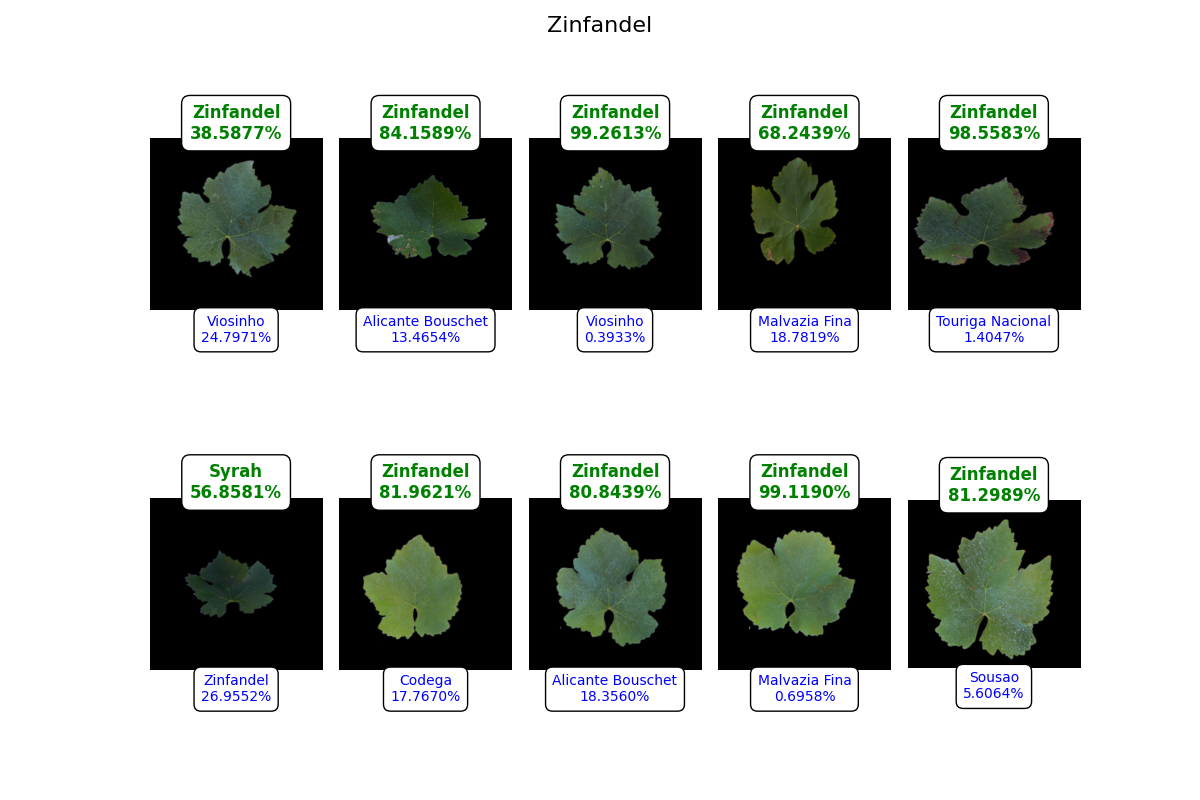 Zinfandel
Zinfandel
38.5877%
Zinfandel
84.1589%
Zinfandel
99.2613%
Zinfandel
68.2439%
Zinfandel
98.5583%
Viosinho
24.7971%
Alicante Bouschet
13.4654%
Viosinho
0.3933%
Malvazia Fina
18.7819%
Touriga Nacional
1.4047%
Syrah
56.8581%
Zinfandel
81.9621%
Zinfandel
80.8439%
Zinfandel
99.1190%
Zinfandel
81.2989%
Zinfandel
26.9552%
Codega
17.7670%
Alicante Bouschet
18.3560%
Malvazia Fina
0.6958%
Sousao
5.6064%